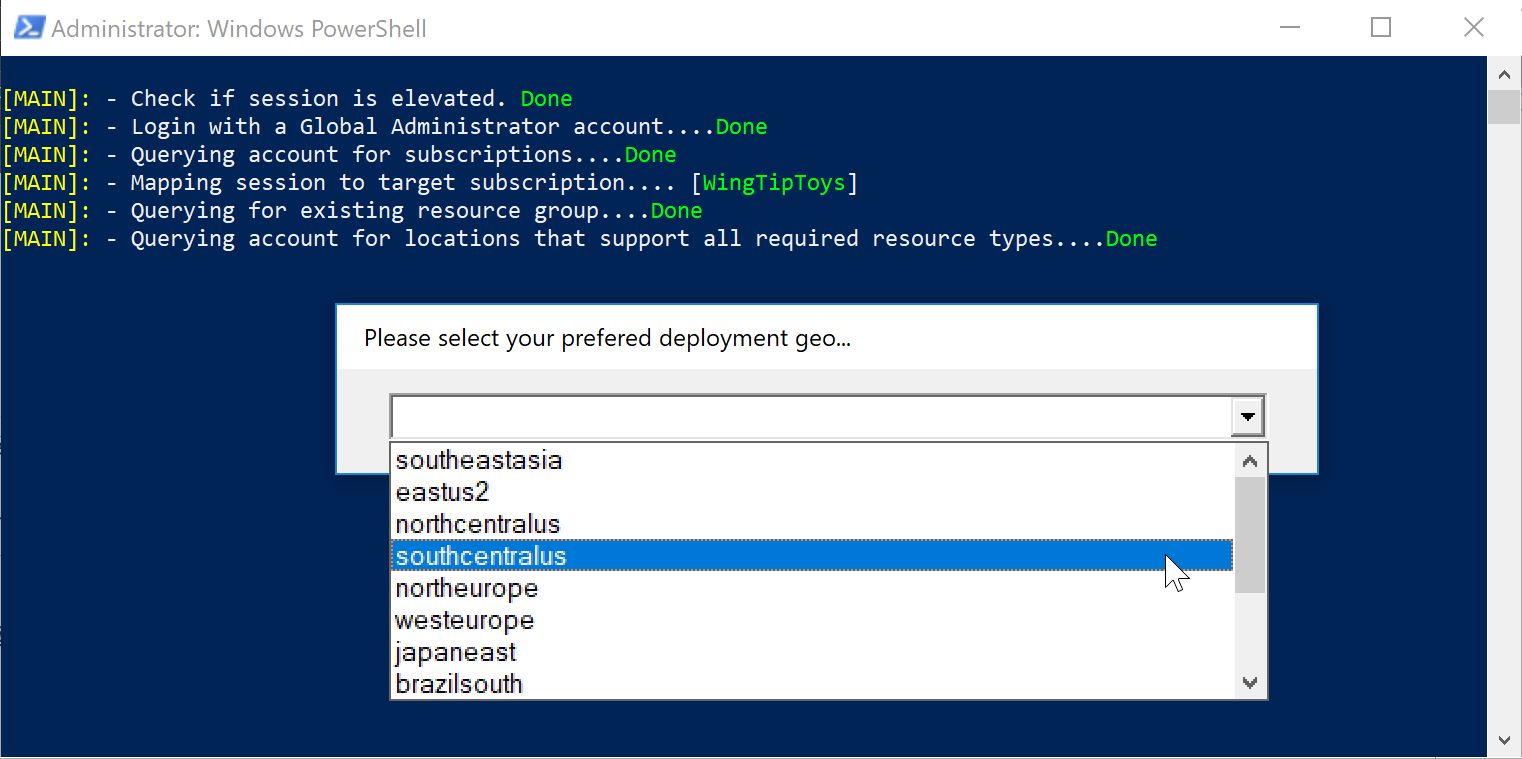 Administrator: Windows PowerShell
[MAIN]: - Check if session is elevated. Done
[MAIN]: - Login with a Global Administrator account....Done
[MAIN]: - Querying account for subscriptions....Done
[MAIN]: - Mapping session to target subscription.... [WingTipToys]
[MAIN]: - Querying for existing resource group....Done
[MAIN]: - Querying account for locations that support all required resource types....Done
Please select your prefered deployment geo...
southeastasia
eastus2
northcentralus
southcentralus
northeurope
westeurope
japaneast
brazilsouth